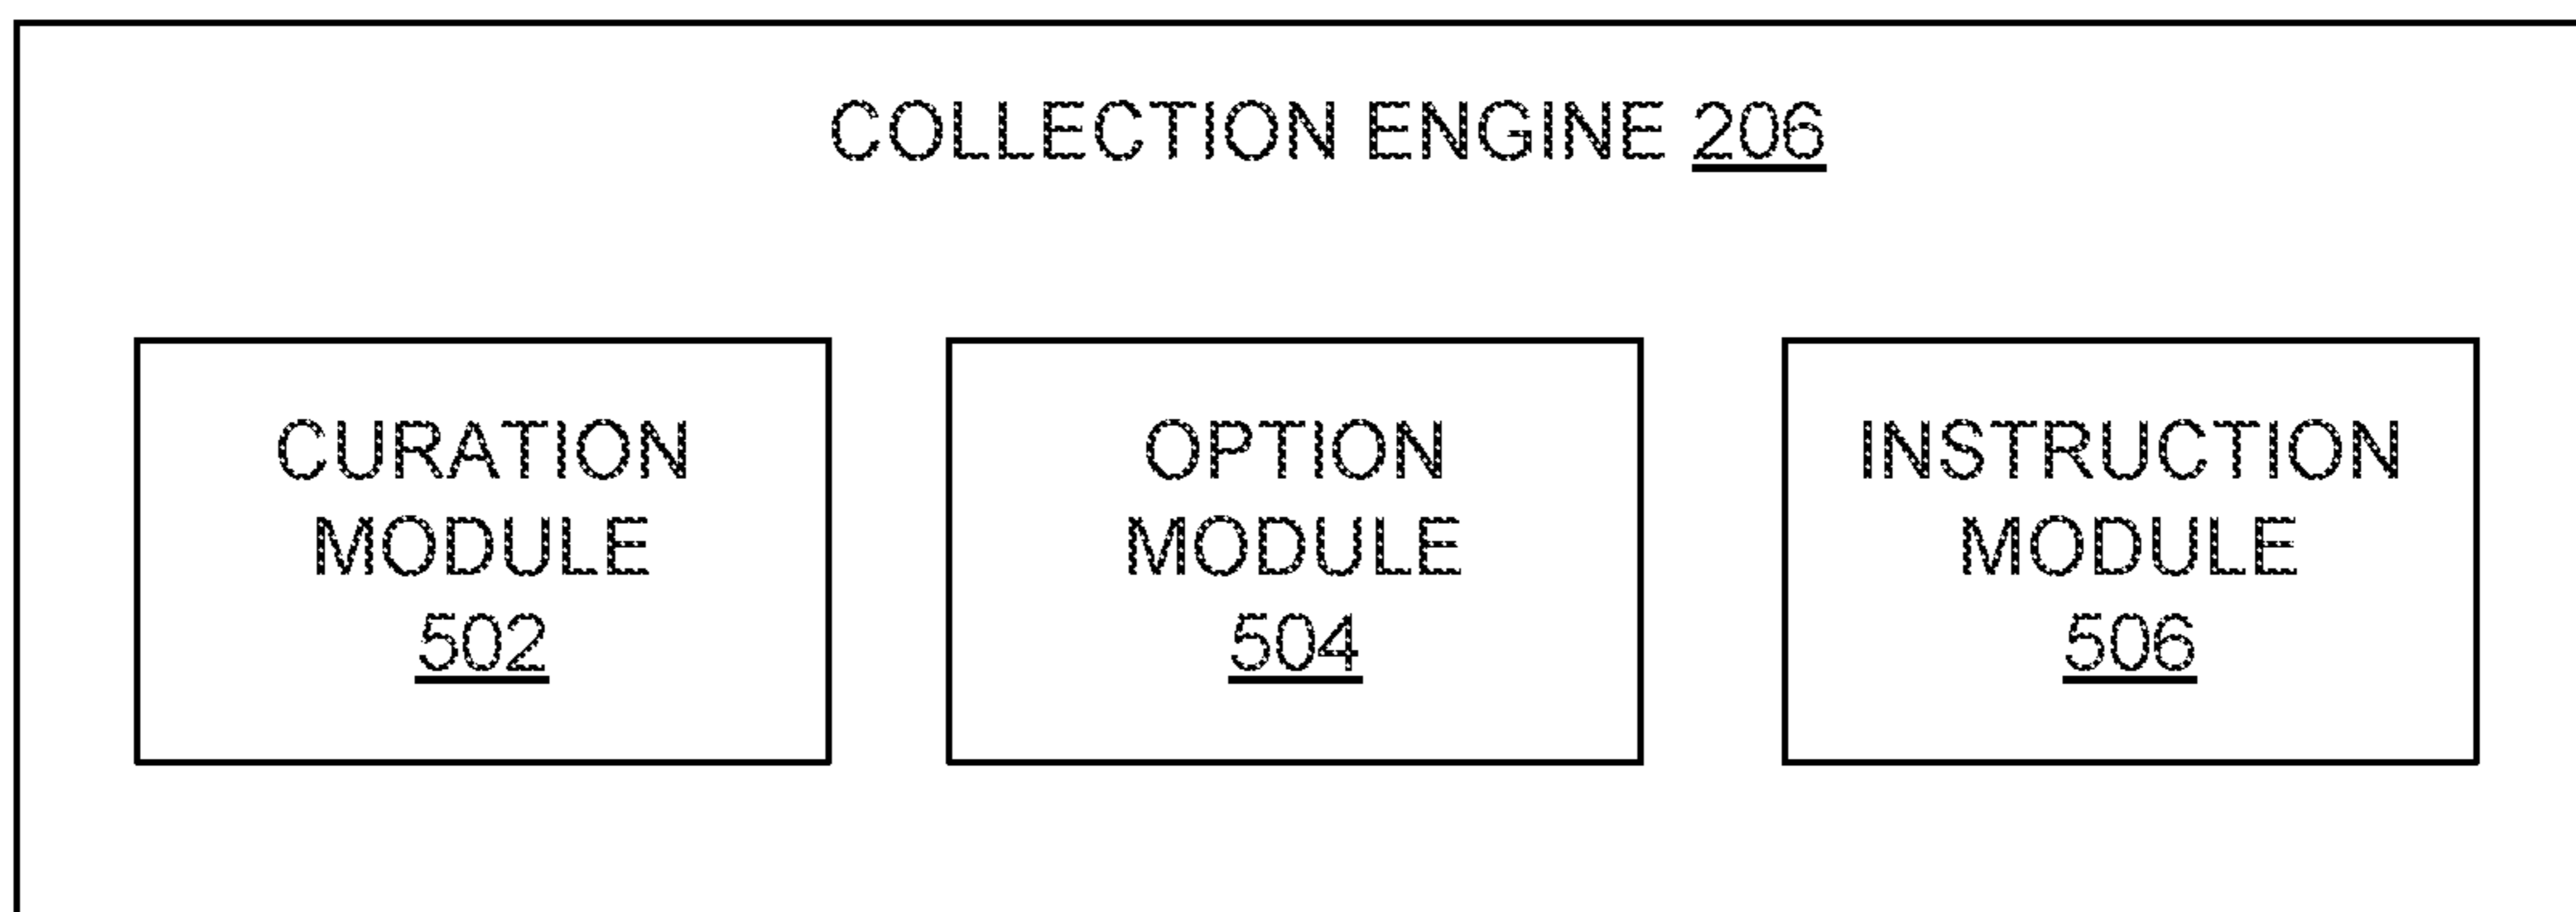 COLLECTION ENGINE 206
CURATION
MODULE
502
OPTION
MODULE
504
INSTRUCTION
MODULE
506